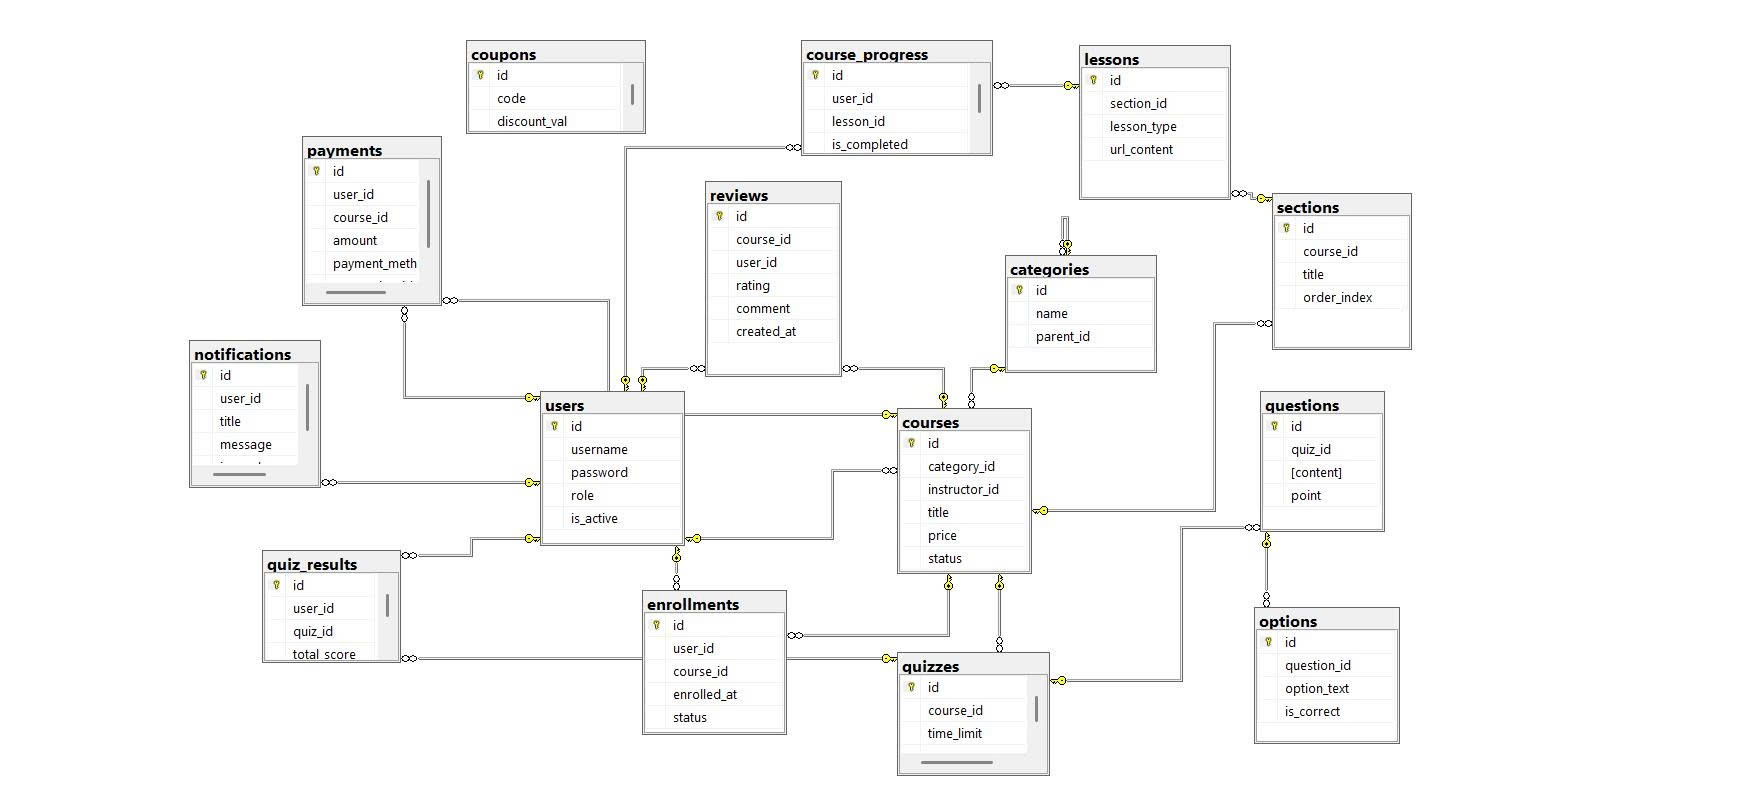 coupons
id
code
discount_val
course_progress
id
user_id
lesson_id
is_completed
lessons
id
section_id
lesson_type
url_content
payments
id
user_id
course_id
amount
payment_meth
reviews
id
course_id
user_id
rating
comment
created_at
sections
id
course_id
title
order_index
categories
id
name
parent_id
notifications
id
user_id
title
message
users
id
username
password
role
is_active
courses
id
category_id
instructor_id
title
price
status
questions
id
quiz_id
[content]
point
quiz_results
id
user_id
quiz_id
total_score
enrollments
id
user_id
course_id
enrolled_at
status
quizzes
id
course_id
time_limit
options
id
question_id
option_text
is_correct